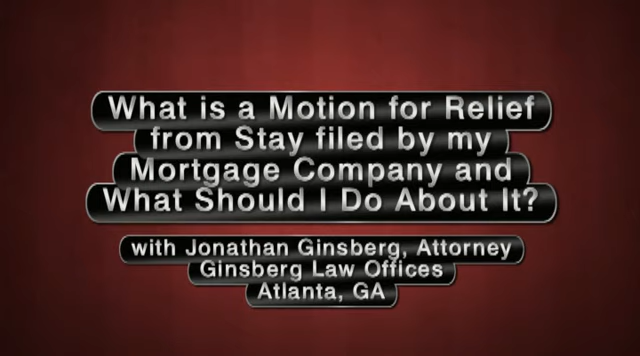 What is a Motion for Relief
from Stay filed by my
Mortgage Company and
What Should I Do About It?
with Jonathan Ginsberg, Attorney
Ginsberg Law Offices
Atlanta, GA